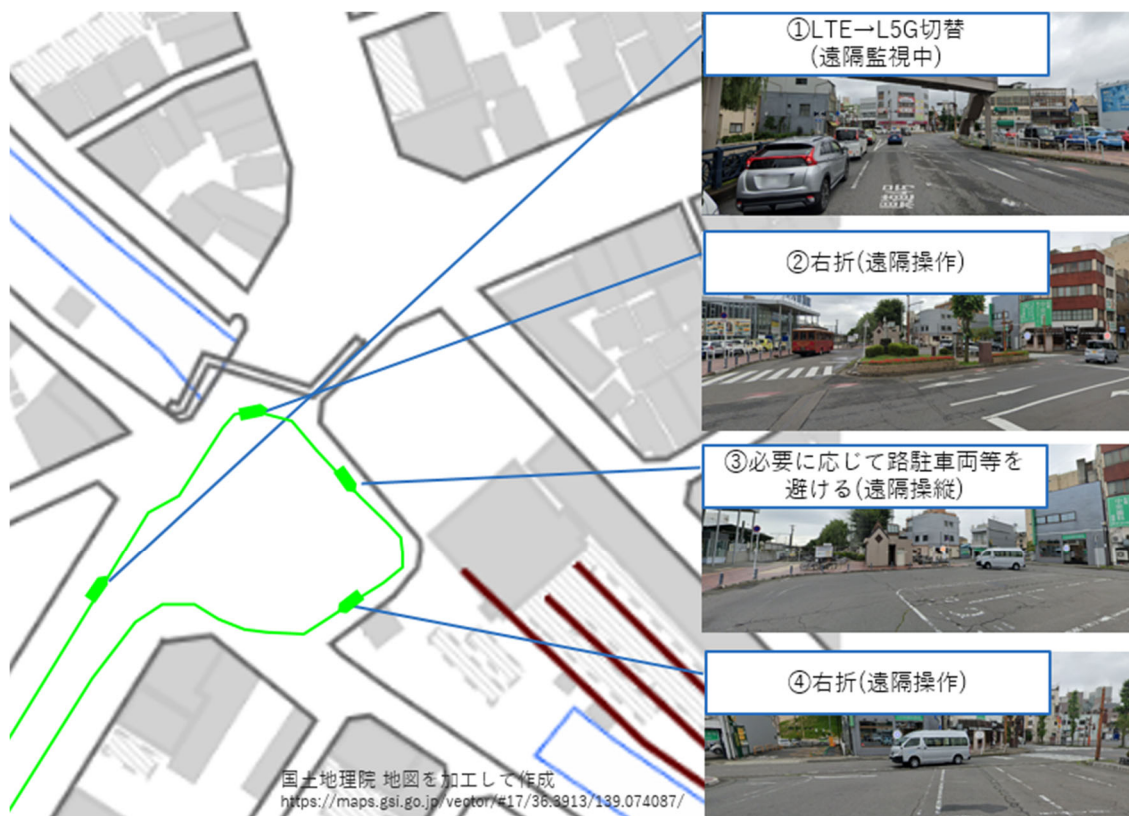 ①LTE→L5G切替
(遠隔監視中)
②右折(遠隔操作)
③必要に応じて路駐車両等を
避ける(遠隔操縦)
④右折(遠隔操作)
国土地理院 地図を加工して作成
https://maps.gsi.go.jp/vector/#17/36.3913/139.074087/